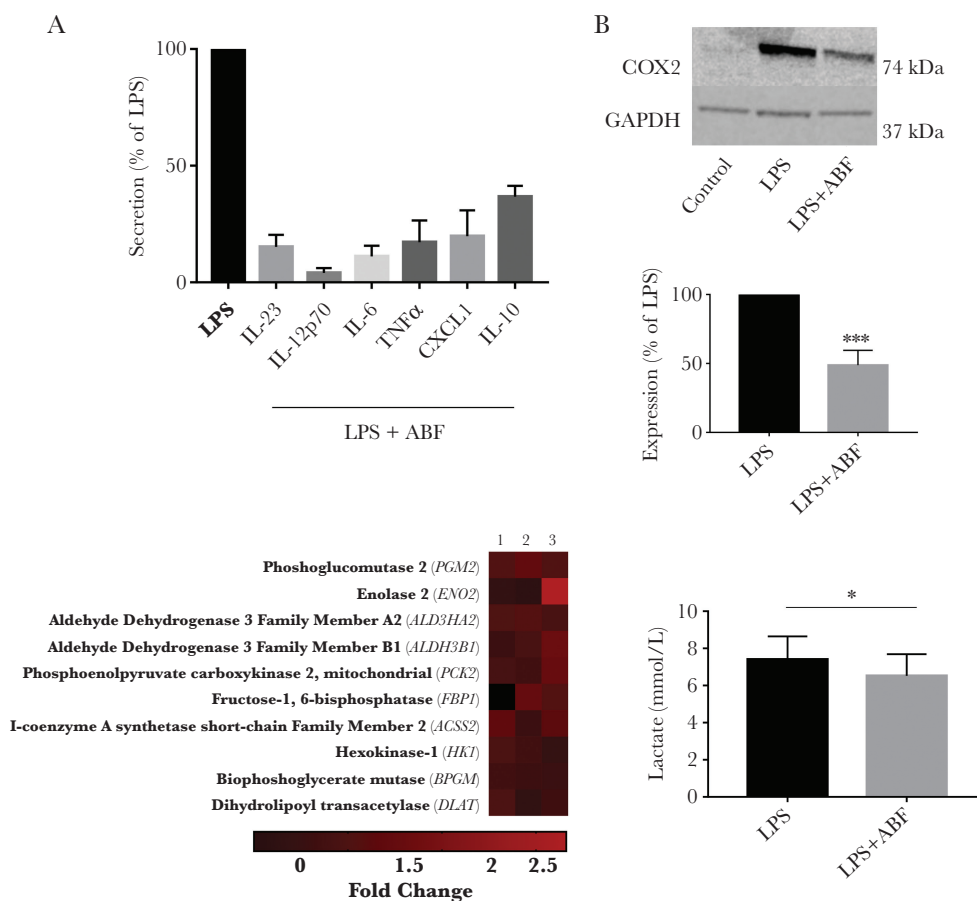 A
Secretion (% of LPS)
100
50
0
LPS
IL-23
IL-12p70
IL-6
TNFα
CXCL1
IL-10
LPS + ABF
B
COX2
74 kDa
GAPDH
37 kDa
Control
LPS
LPS+ABF
Expression (% of LPS)
100
50
0
***
LPS
LPS+ABF
1 2 3
Phoshoglucomutase 2 (PGM2)
Enolase 2 (ENO2)
Aldehyde Dehydrogenase 3 Family Member A2 (ALD3HA2)
Aldehyde Dehydrogenase 3 Family Member B1 (ALDH3B1)
Phosphoenolpyruvate carboxykinase 2, mitochondrial (PCK2)
Fructose-1, 6-bisphosphatase (FBP1)
I-coenzyme A synthetase short-chain Family Member 2 (ACSS2)
Hexokinase-1 (HK1)
Biophoshoglycerate mutase (BPGM)
Dihydrolipoyl transacetylase (DLAT)
0 1.5 2 2.5
Fold Change
Lactate (mmol/L)
10
8
6
4
2
0
*
LPS
LPS+ABF